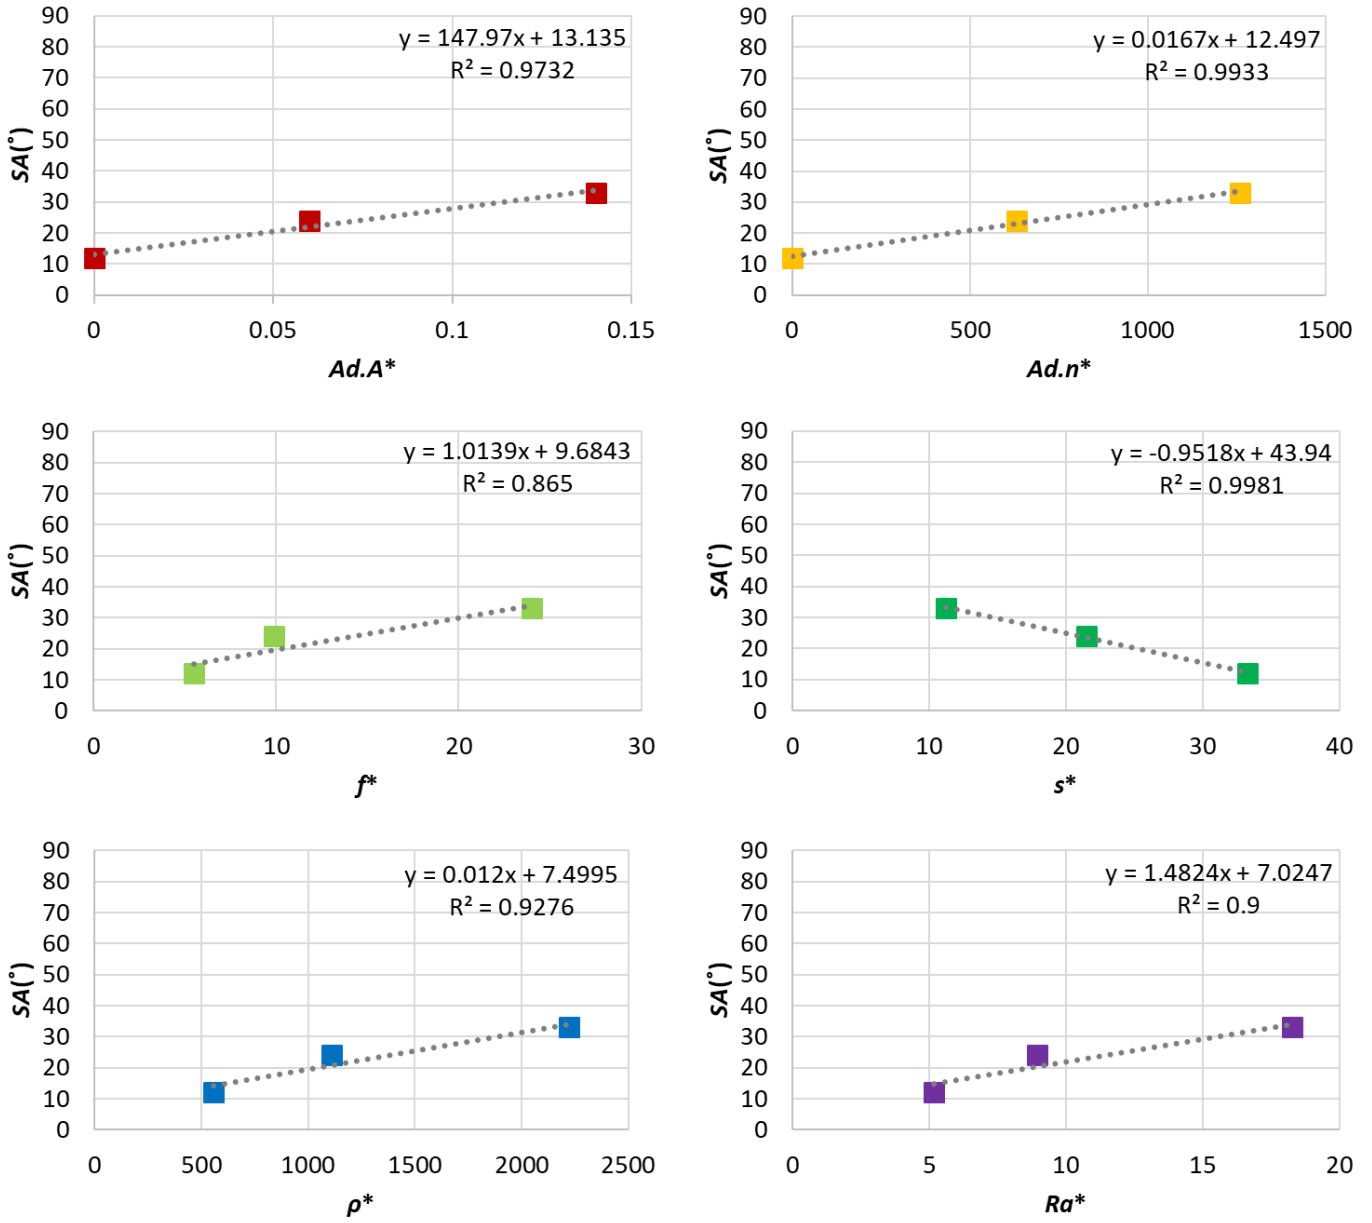 y = 147.97x + 13.135
R² = 0.9732
90
80
70
60
50
40
30
20
10
0
SA(˚)
0 0.05 0.1 0.15
Ad.A*
y = 0.0167x + 12.497
R² = 0.9933
90
80
70
60
50
40
30
20
10
0
SA(˚)
0 500 1000 1500
Ad.n*
y = 1.0139x + 9.6843
R² = 0.865
90
80
70
60
50
40
30
20
10
0
SA(˚)
0 10 20 30
f*
y = -0.9518x + 43.94
R² = 0.9981
90
80
70
60
50
40
30
20
10
0
SA(˚)
0 10 20 30 40
s*
y = 0.012x + 7.4995
R² = 0.9276
90
80
70
60
50
40
30
20
10
0
SA(˚)
0 500 1000 1500 2000 2500
ρ*
y = 1.4824x + 7.0247
R² = 0.9
90
80
70
60
50
40
30
20
10
0
SA(˚)
0 5 10 15 20
Ra*